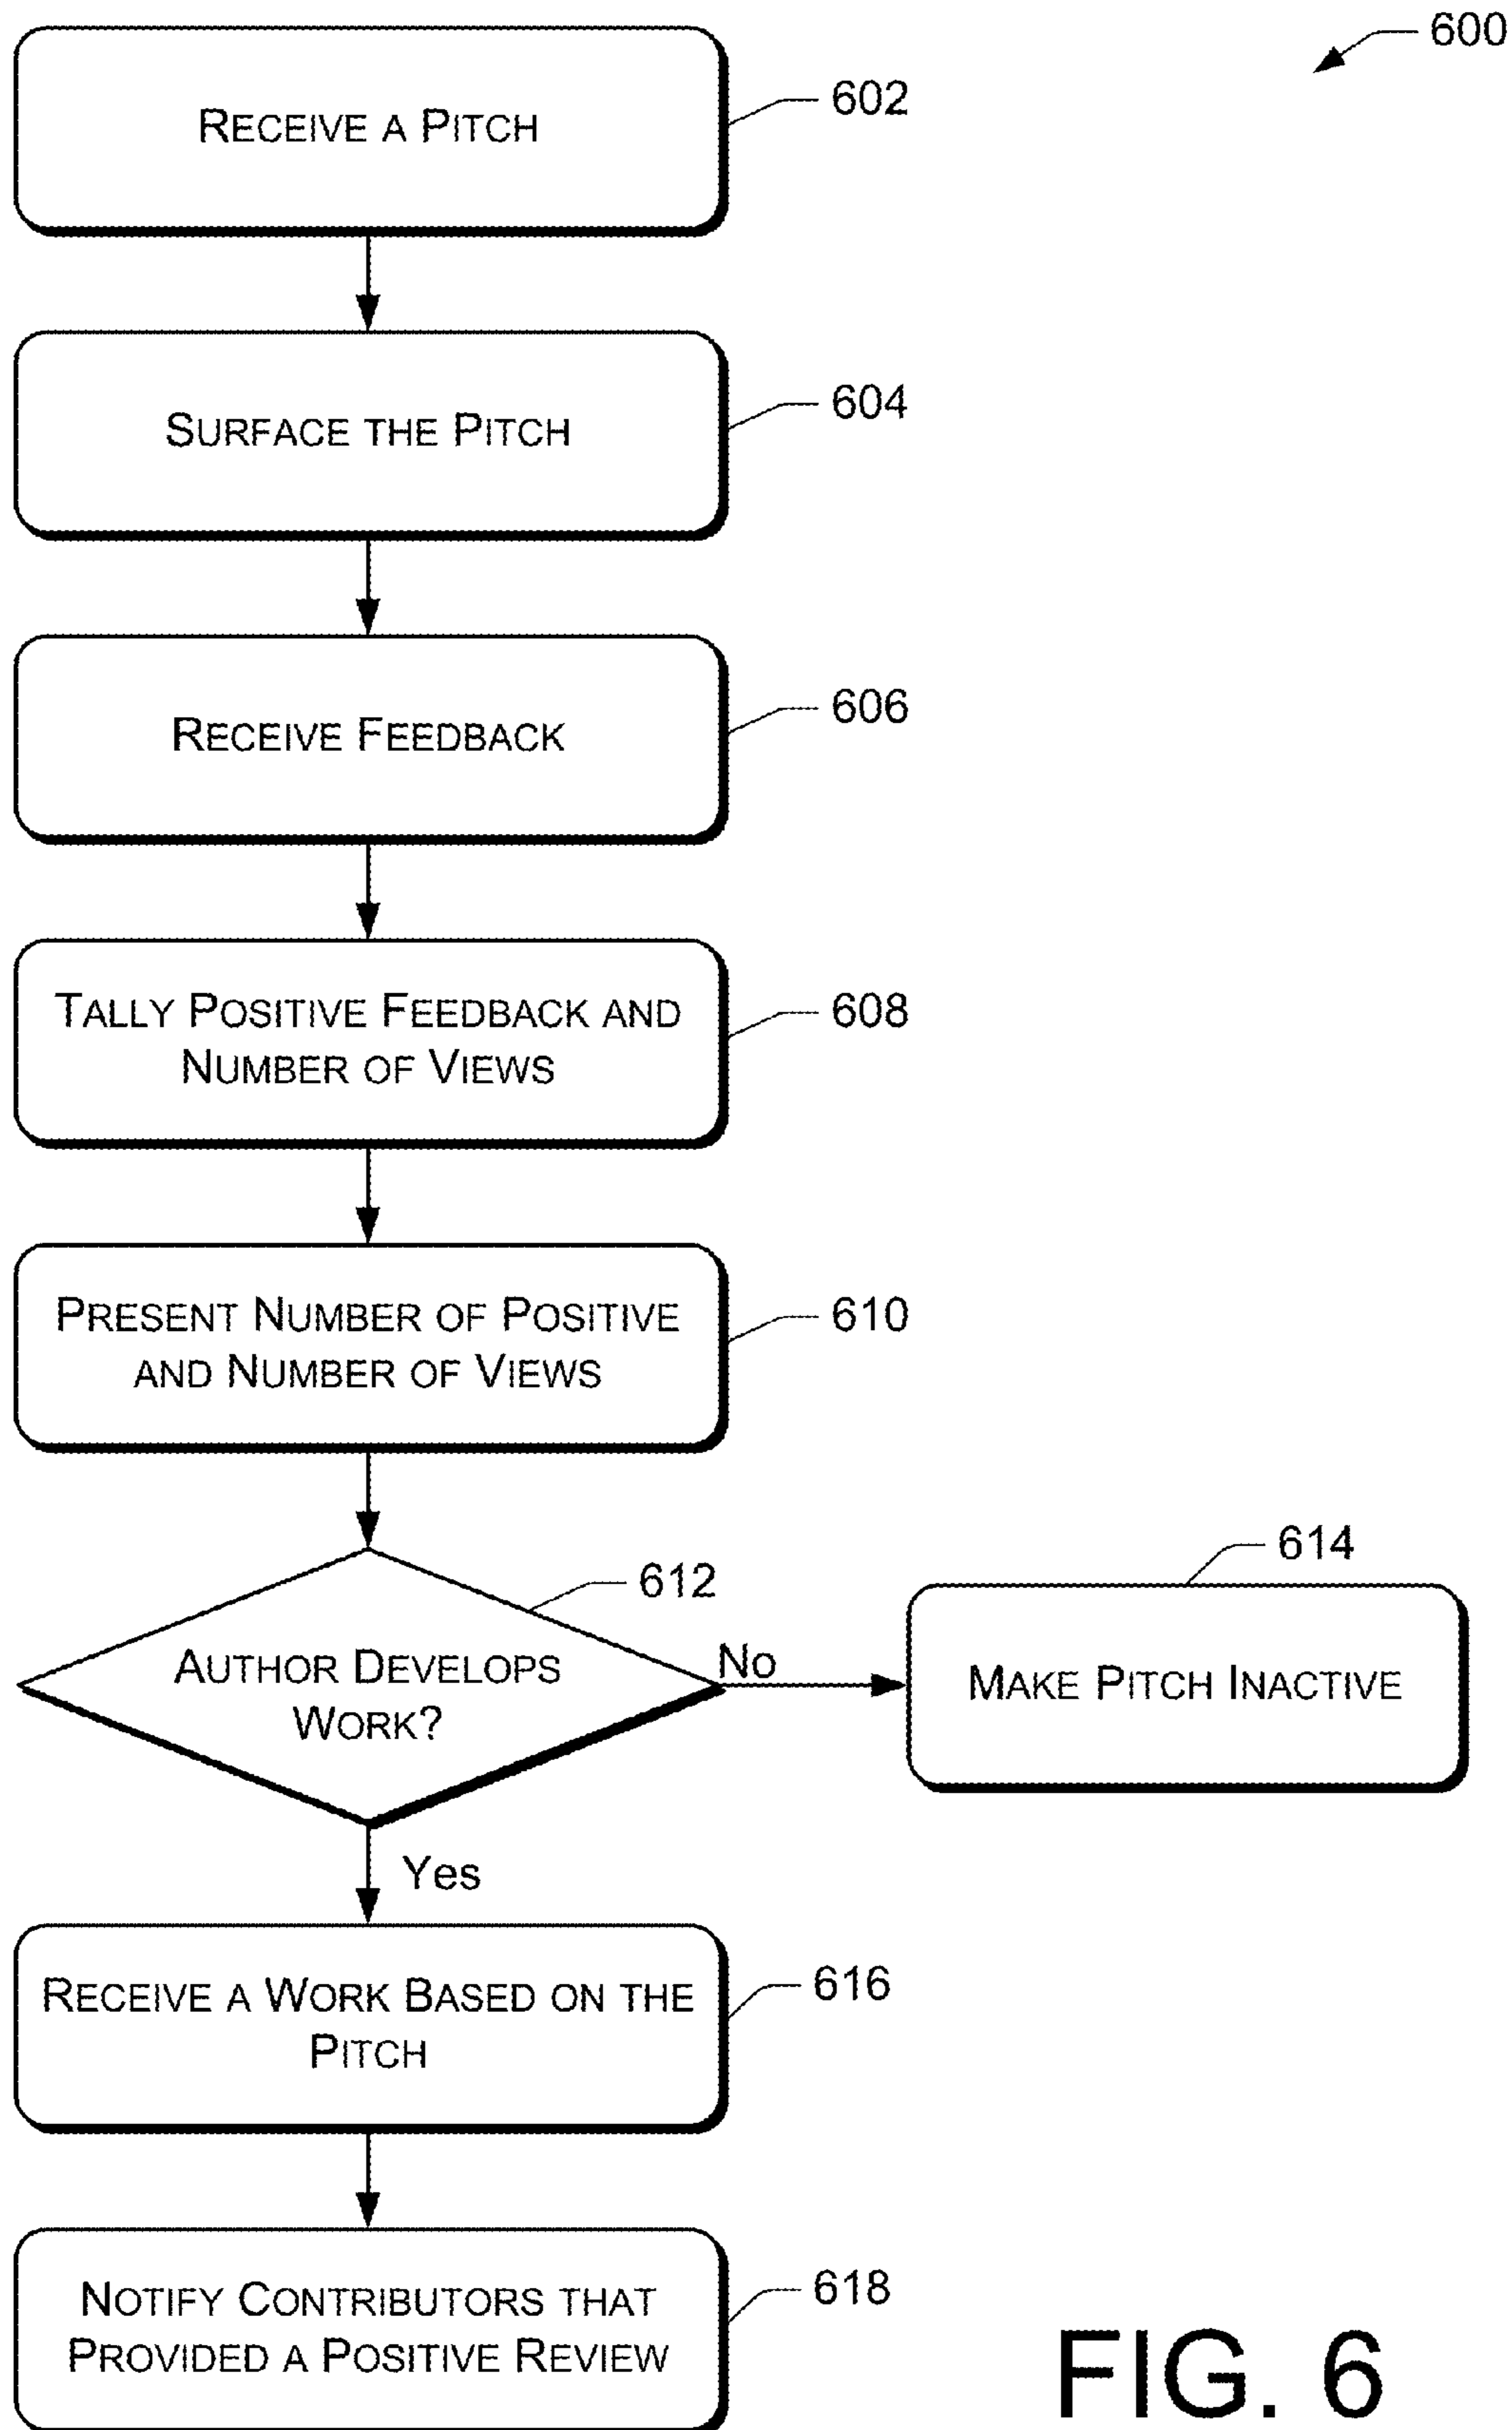 600
RECEIVE A PITCH
602
SURFACE THE PITCH
604
RECEIVE FEEDBACK
606
TALLY POSITIVE FEEDBACK AND
NUMBER OF VIEWS
608
PRESENT NUMBER OF POSITIVE
AND NUMBER OF VIEWS
610
AUTHOR DEVELOPS
WORK?
612
No
MAKE PITCH INACTIVE
614
Yes
RECEIVE A WORK BASED ON THE
PITCH
616
NOTIFY CONTRIBUTORS THAT
PROVIDED A POSITIVE REVIEW
618
FIG. 6